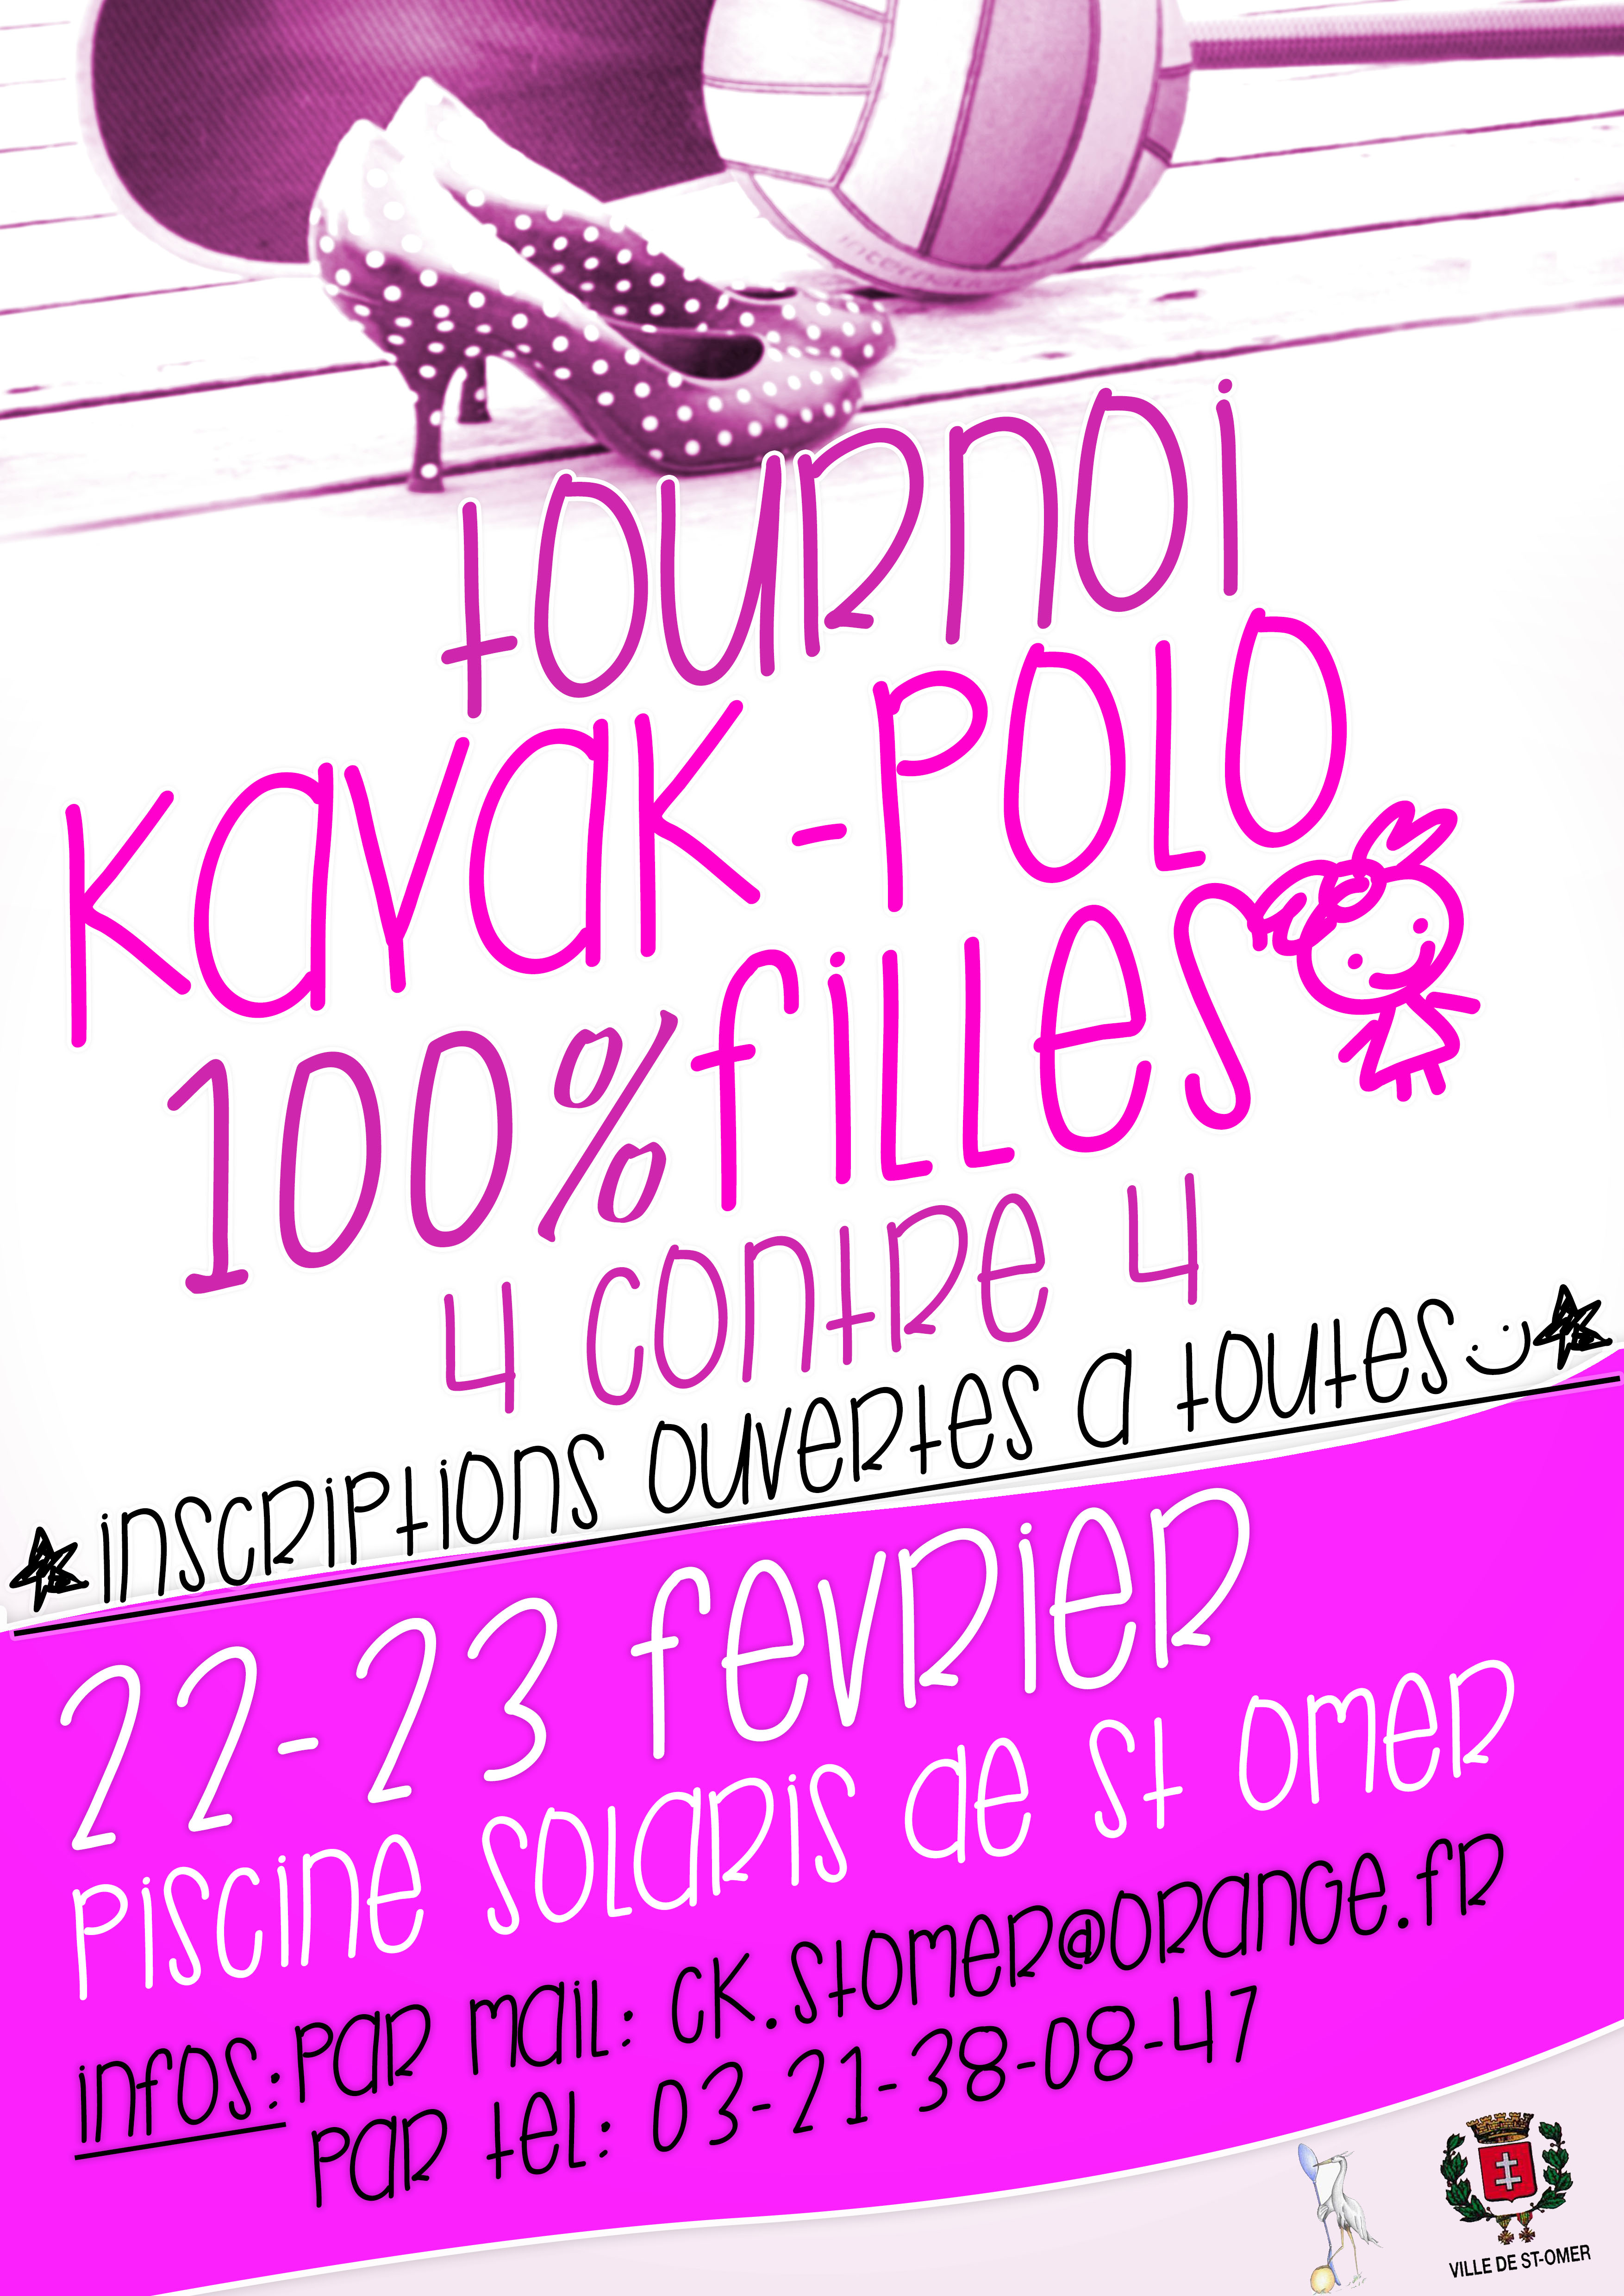 tournoi
kayak-polo
100% filles
4 contre 4
inscriptions ouvertes a toutes
22-23 fevrier
piscine solaris de st omer
infos: par mail: ck.stomer@orange.fr
par tel: 03-21-38-08-47
VILLE DE ST-OMER